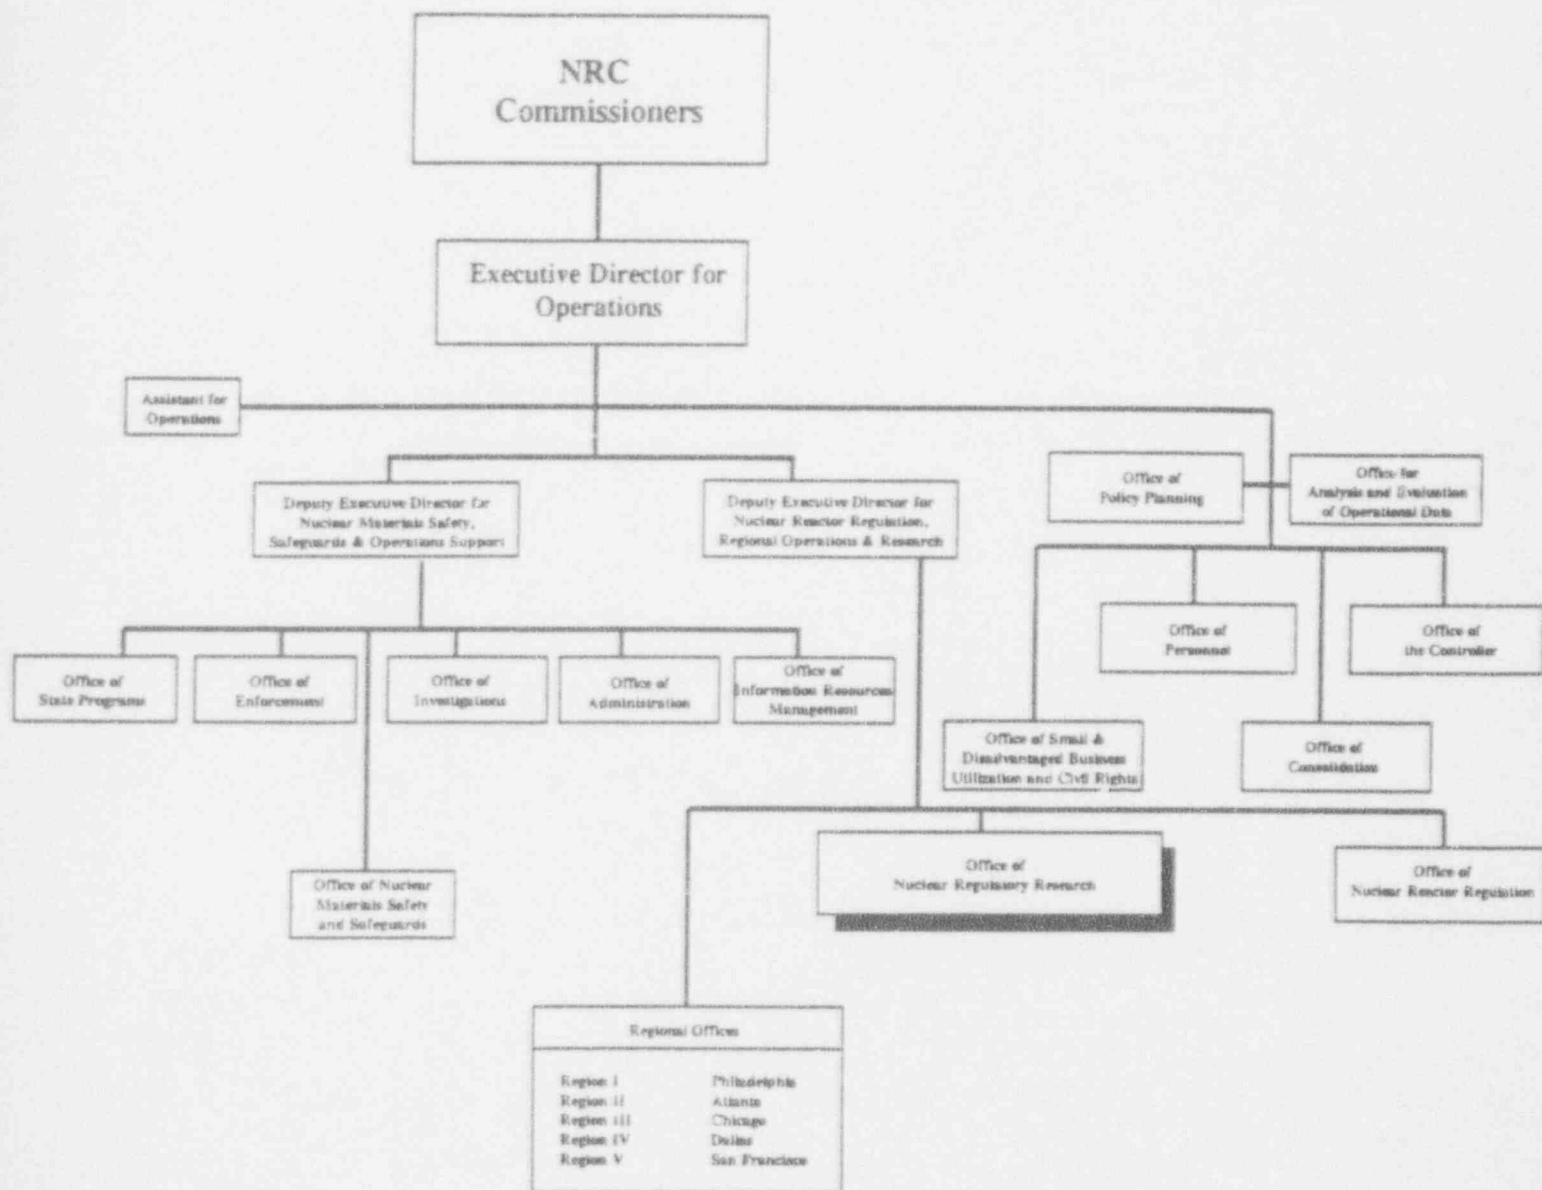 NRC
Commissioners
Executive Director for
Operations
Assistant for
Operations
Deputy Executive Director for
Nuclear Materials Safety,
Safeguards & Operations Support
Deputy Executive Director for
Nuclear Reactor Regulation,
Regional Operations & Research
Office of
Policy Planning
Office for
Analysis and Evaluation
of Operational Data
Office of
Personnel
Office of
the Controller
Office of
State Programs
Office of
Enforcement
Office of
Investigations
Office of
Administration
Office of
Information Resources
Management
Office of Small &
Disadvantaged Business
Utilization and Civil Rights
Office of
Consolidation
Office of Nuclear
Materials Safety
and Safeguards
Office of
Nuclear Regulatory Research
Office of
Nuclear Reactor Regulation
Regional Offices
Region I Philadelphia
Region II Atlanta
Region III Chicago
Region IV Dallas
Region V San Francisco